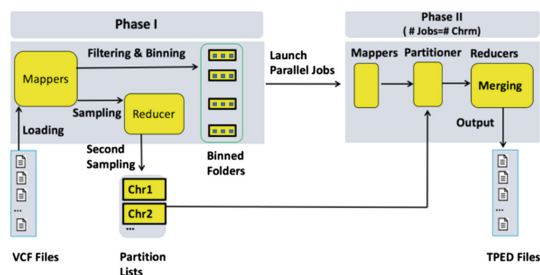 Phase I
Phase II
( # Jobs=# Chrm)
Filtering & Binning
Mappers
Sampling
Reducer
Loading
Second
Sampling
Binned
Folders
Launch
Parallel Jobs
Mappers
Partitioner
Reducers
Merging
Output
Chr1
Chr2
...
...
...
VCF Files
Partition
Lists
TPED Files